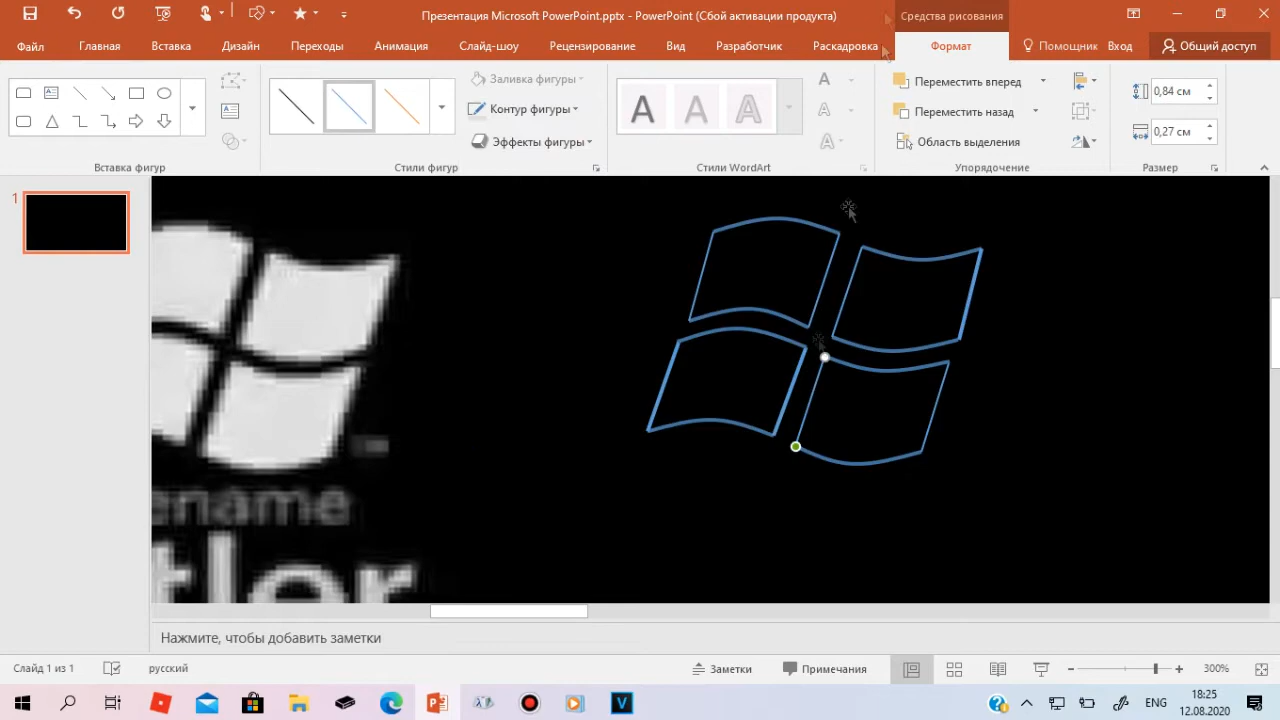 Презентация Microsoft PowerPoint.pptx - PowerPoint (Сбой активации продукта)
Средства рисования
Файл Главная Вставка Дизайн Переходы Анимация Слайд-шоу Рецензирование Вид Разработчик Раскадровка Формат Помощник Вход Общий доступ
Заливка фигуры
Контур фигуры
Эффекты фигуры
A A A
Переместить вперед
Переместить назад
Область выделения
0,84 см
0,27 см
Вставка фигур Стили фигур Стили WordArt Упорядочение Размер
1
ename
tler
Нажмите, чтобы добавить заметки
Слайд 1 из 1 русский Заметки Примечания 300%
ENG 18:25
12.08.2020